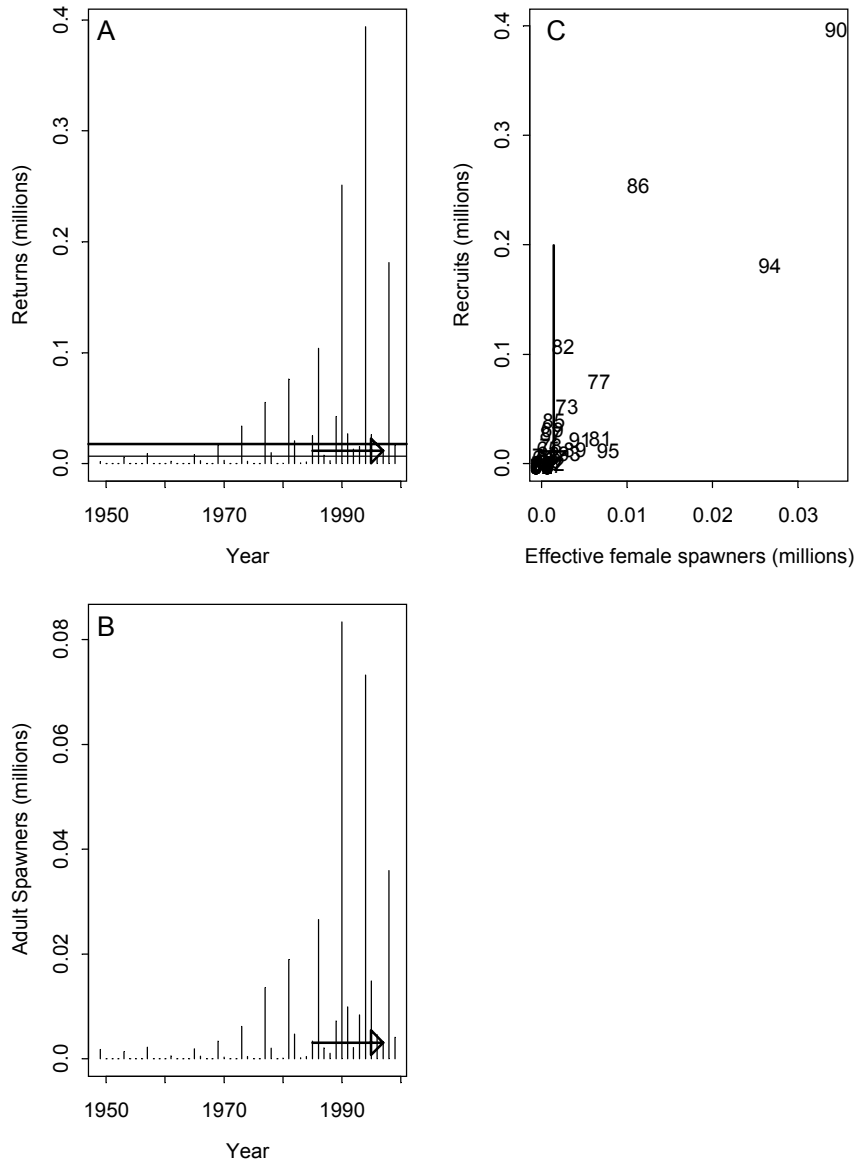 A
Returns (millions)
0.0 0.1 0.2 0.3 0.4
1950 1970 1990
Year
C
Recruits (millions)
0.0 0.1 0.2 0.3 0.4
90
86
94
82
77
73
85
91 81
89 95
0.0 0.01 0.02 0.03
Effective female spawners (millions)
B
Adult Spawners (millions)
0.0 0.02 0.04 0.06 0.08
1950 1970 1990
Year